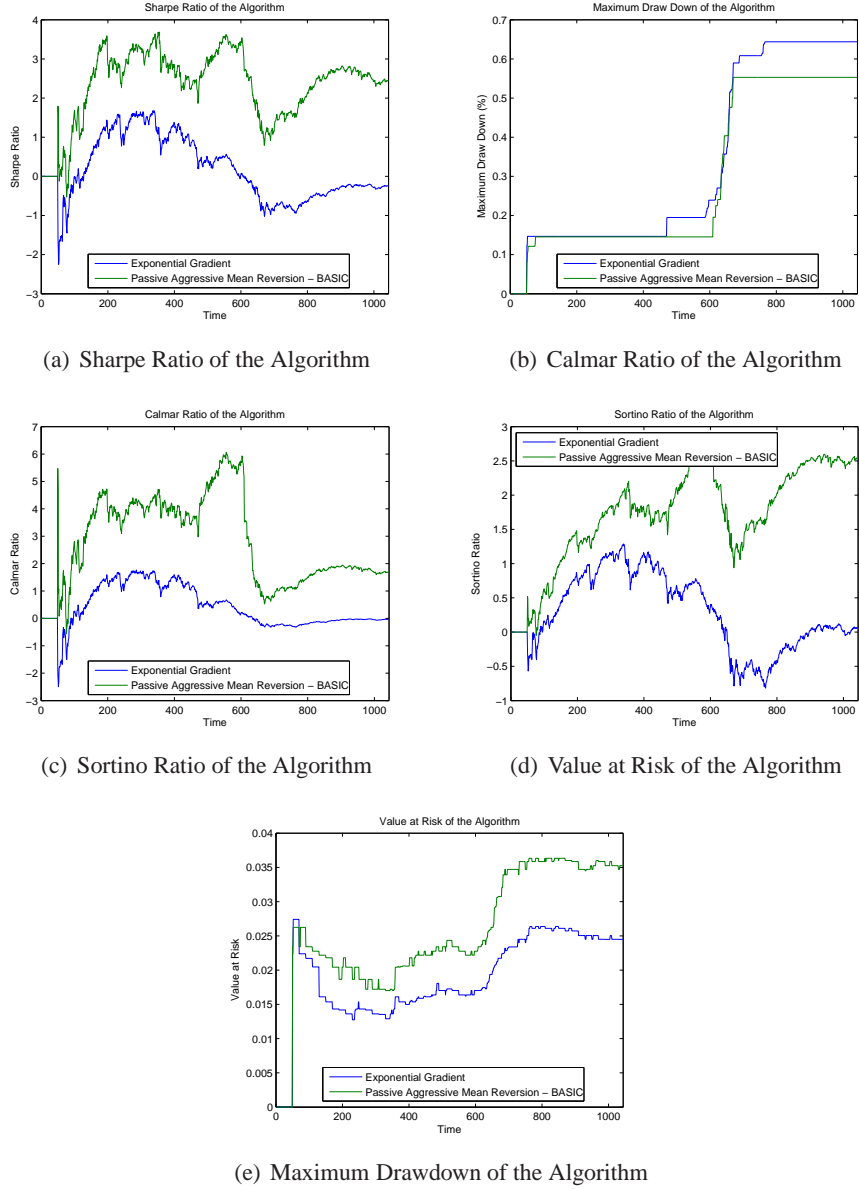 Sharpe Ratio of the Algorithm
4
3
2
1
0
−1
−2
−3
Sharpe Ratio
Exponential Gradient
Passive Aggressive Mean Reversion − BASIC
0 200 400 600 800 1000
Time
(a) Sharpe Ratio of the Algorithm
Maximum Draw Down of the Algorithm
0.7
0.6
0.5
0.4
0.3
0.2
0.1
0
Maximum Draw Down (%)
Exponential Gradient
Passive Aggressive Mean Reversion − BASIC
0 200 400 600 800 1000
Time
(b) Calmar Ratio of the Algorithm
Calmar Ratio of the Algorithm
7
6
5
4
3
2
1
0
−1
−2
−3
Calmar Ratio
Exponential Gradient
Passive Aggressive Mean Reversion − BASIC
0 200 400 600 800 1000
Time
(c) Sortino Ratio of the Algorithm
Sortino Ratio of the Algorithm
3
2.5
2
1.5
1
0.5
0
−0.5
−1
Sortino Ratio
Exponential Gradient
Passive Aggressive Mean Reversion − BASIC
0 200 400 600 800 1000
Time
(d) Value at Risk of the Algorithm
Value at Risk of the Algorithm
0.04
0.035
0.03
0.025
0.02
0.015
0.01
0.005
0
Value at Risk
Exponential Gradient
Passive Aggressive Mean Reversion − BASIC
0 200 400 600 800 1000
Time
(e) Maximum Drawdown of the Algorithm